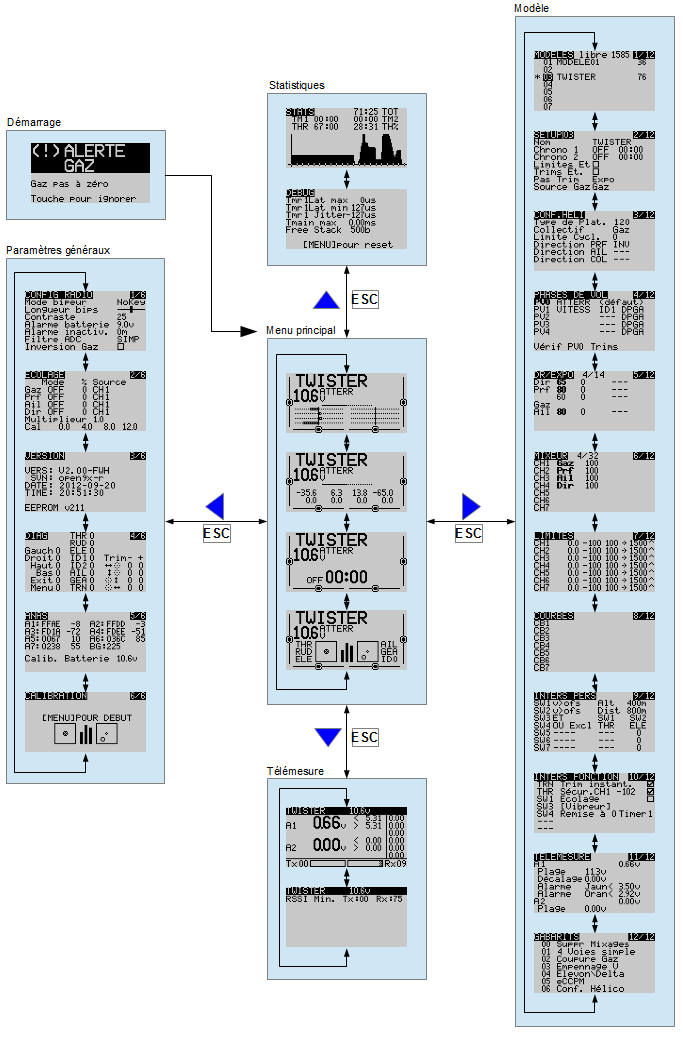 Démarrage
(!) ALERTE
GAZ
Gaz pas à zéro
Touche pour ignorer
Statistiques
STATS 71:25 TOT
TM1 00:00 00:00 TM2
THR 67:00 28:31 TH%
DEBUG
Tmr1Lat max 0us
Tmr1Lat min 127us
Tmr1 Jitter-127us
Tmain max 0.00ms
Free Stack 500b
[MENU]pour reset
ESC
Paramètres généraux
CONFIG RADIO 1/6
Mode bipeur NoKey
Longueur bips
Contraste 25
Alarme batterie 9.0v
Alarme inactiv. 0m
Filtre ADC SIMP
Inversion Gaz
ECOLAGE 2/6
Mode % Source
Gaz OFF 0 CH1
Prf OFF 0 CH1
Ail OFF 0 CH1
Dir OFF 0 CH1
Multiplieur 1.0
Cal 0.0 4.0 8.0 12.0
VERSION 3/6
VERS: V2.00-FWH
SVN: open9x-r
DATE: 2012-09-20
TIME: 20:51:30
EEPROM v211
DIAG THR 0 4/6
RUD 0
Gauch 0 ELE 0
Droit 0 ID1 0 Trim- +
Haut 0 ID2 0 0 0
Bas 0 AIL 0 0 0
Exit 0 GEA 0 0 0
Menu 0 TRN 0 0 0
ANAS 5/6
A1:FFAE -8 A2:FFDD -3
A3:FD1A -72 A4:FDEE -51
A5:0067 10 A6:036C 85
A7:0238 55 BG:225
Calib. Batterie 10.6v
CALIBRATION 6/6
[MENU]POUR DEBUT
Menu principal
TWISTER
10.6v ATTERR
TWISTER
10.6v ATTERR
-35.6 6.3 13.8 -65.0
TWISTER
10.6v ATTERR
OFF 00:00
TWISTER
10.6v ATTERR
THR AIL
RUD GEA
ELE ID0
ESC
ESC
ESC
Télémesure
TWISTER 10.6v
A1 0.66v < 5.31 0.00
> 5.31 0.00
0.00
A2 0.00v < 0.00 0.00
> 0.00 0.00
0.00
Tx00 Rx09
TWISTER 10.6v
RSSI Min. Tx:00 Rx:75
Modèle
MODELES libre 1585 1/12
01 MODELE01 36
02
* 03 TWISTER 76
04
05
06
07
SETUP03 2/12
Nom TWISTER
Chrono 1 OFF 00:00
Chrono 2 OFF 00:00
Limites Et
Trims Et.
Pas Trim Expo
Source Gaz Gaz
CONF.HELI 3/12
Type de Plat. 120
Collectif Gaz
Limite Cycl. 0
Direction PRF INV
Direction AIL ---
Direction COL ---
PHASES DE VOL 4/12
PV0 ATTERR (défaut)
PV1 VITESS ID1 DPGA
PV2 --- DPGA
PV3 --- DPGA
PV4 --- DPGA
Vérif PV0 Trims
DR/EXPO 4/14 5/12
Dir 65 0 ---
Prf 80 0 ---
60 0 ---
Gaz
Ail 80 0 ---
MIXEUR 4/32 6/12
CH1 Gaz 100
CH2 Prf 100
CH3 Ail 100
CH4 Dir 100
CH5
CH6
CH7
LIMITES 7/12
CH1 0.0 -100 100 → 1500^
CH2 0.0 -100 100 → 1500^
CH3 0.0 -100 100 → 1500^
CH4 0.0 -100 100 → 1500^
CH5 0.0 -100 100 → 1500^
CH6 0.0 -100 100 → 1500^
CH7 0.0 -100 100 → 1500^
COURBES 8/12
CB1
CB2
CB3
CB4
CB5
CB6
CB7
INTERS PERS 9/12
SW1 v>ofs Alt 400m
SW2 v>ofs Dist 800m
SW3 ET SW1 SW2
SW4 OU Excl THR ELE
SW5 ---- --- 0
SW6 ---- --- 0
SW7 ---- --- 0
INTERS FONCTION 10/12
TRN Trim instant.
THR Sécur.CH1 -102
SW1 Ecolage
SW3 [Vibreur]
SW4 Remise à 0 Timer1
---
---
TELEMESURE 11/12
A1 0.66v
Plage 11.3v
Décalage 0.00v
Alarme Jaun< 3.50v
Alarme Oran< 2.92v
A2 0.00v
Plage 0.00v
GABARITS 12/12
00 Suppr Mixages
01 4 Voies simple
02 Coupure Gaz
03 Empennage V
04 Elevon\Delta
05 eCCPM
06 Conf. Hélico